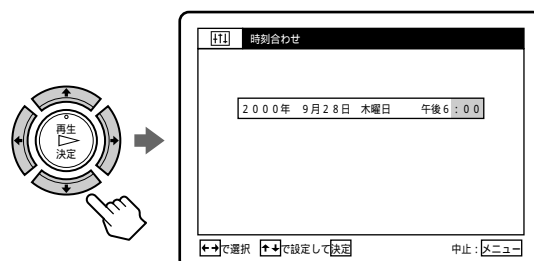 時刻合わせ
2000年 9月28日 木曜日 午後6:00
再生
決定
←→で選択 ↑↓で設定して決定 中止:メニュー